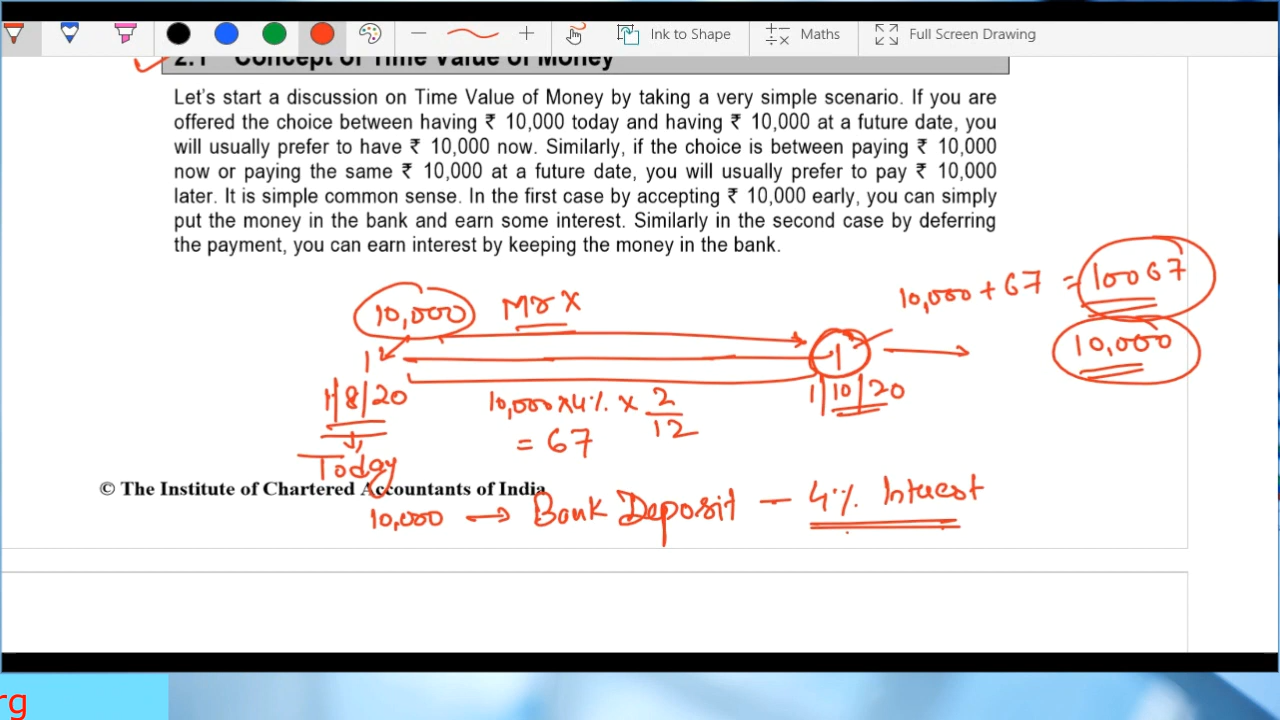 Ink to Shape
Maths
Full Screen Drawing
2.1 Concept of Time Value of Money
Let's start a discussion on Time Value of Money by taking a very simple scenario. If you are
offered the choice between having ₹ 10,000 today and having ₹ 10,000 at a future date, you
will usually prefer to have ₹ 10,000 now. Similarly, if the choice is between paying ₹ 10,000
now or paying the same ₹ 10,000 at a future date, you will usually prefer to pay ₹ 10,000
later. It is simple common sense. In the first case by accepting ₹ 10,000 early, you can simply
put the money in the bank and earn some interest. Similarly in the second case by deferring
the payment, you can earn interest by keeping the money in the bank.
10,000 Mr X
10,000 + 67 = 10067
10,000
1
1
1/8/20
10,000 x 4% x 2/12
1/10/20
= 67
Today
© The Institute of Chartered Accountants of India
10,000 → Bank Deposit - 4% Interest
rg